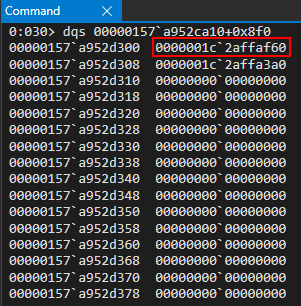 Command
0:030> dqs 00000157`a952ca10+0x8f0
00000157`a952d300  0000001c`2affaf60
00000157`a952d308  0000001c`2affa3a0
00000157`a952d310  00000000`00000000
00000157`a952d318  00000000`00000000
00000157`a952d320  00000000`00000000
00000157`a952d328  00000000`00000000
00000157`a952d330  00000000`00000000
00000157`a952d338  00000000`00000000
00000157`a952d340  00000000`00000000
00000157`a952d348  00000000`00000000
00000157`a952d350  00000000`00000000
00000157`a952d358  00000000`00000000
00000157`a952d360  00000000`00000000
00000157`a952d368  00000000`00000000
00000157`a952d370  00000000`00000000
00000157`a952d378  00000000`00000000